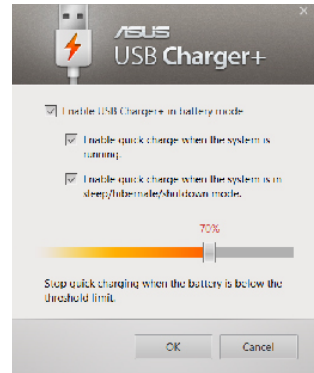 ASUS
USB Charger+
Enable USB Charger+ in battery mode
Enable quick charge when the system is
running.
Enable quick charge when the system is in
sleep/hibernate/shutdown mode.
70%
Stop quick charging when the battery is below the
threshold limit.
OK
Cancel